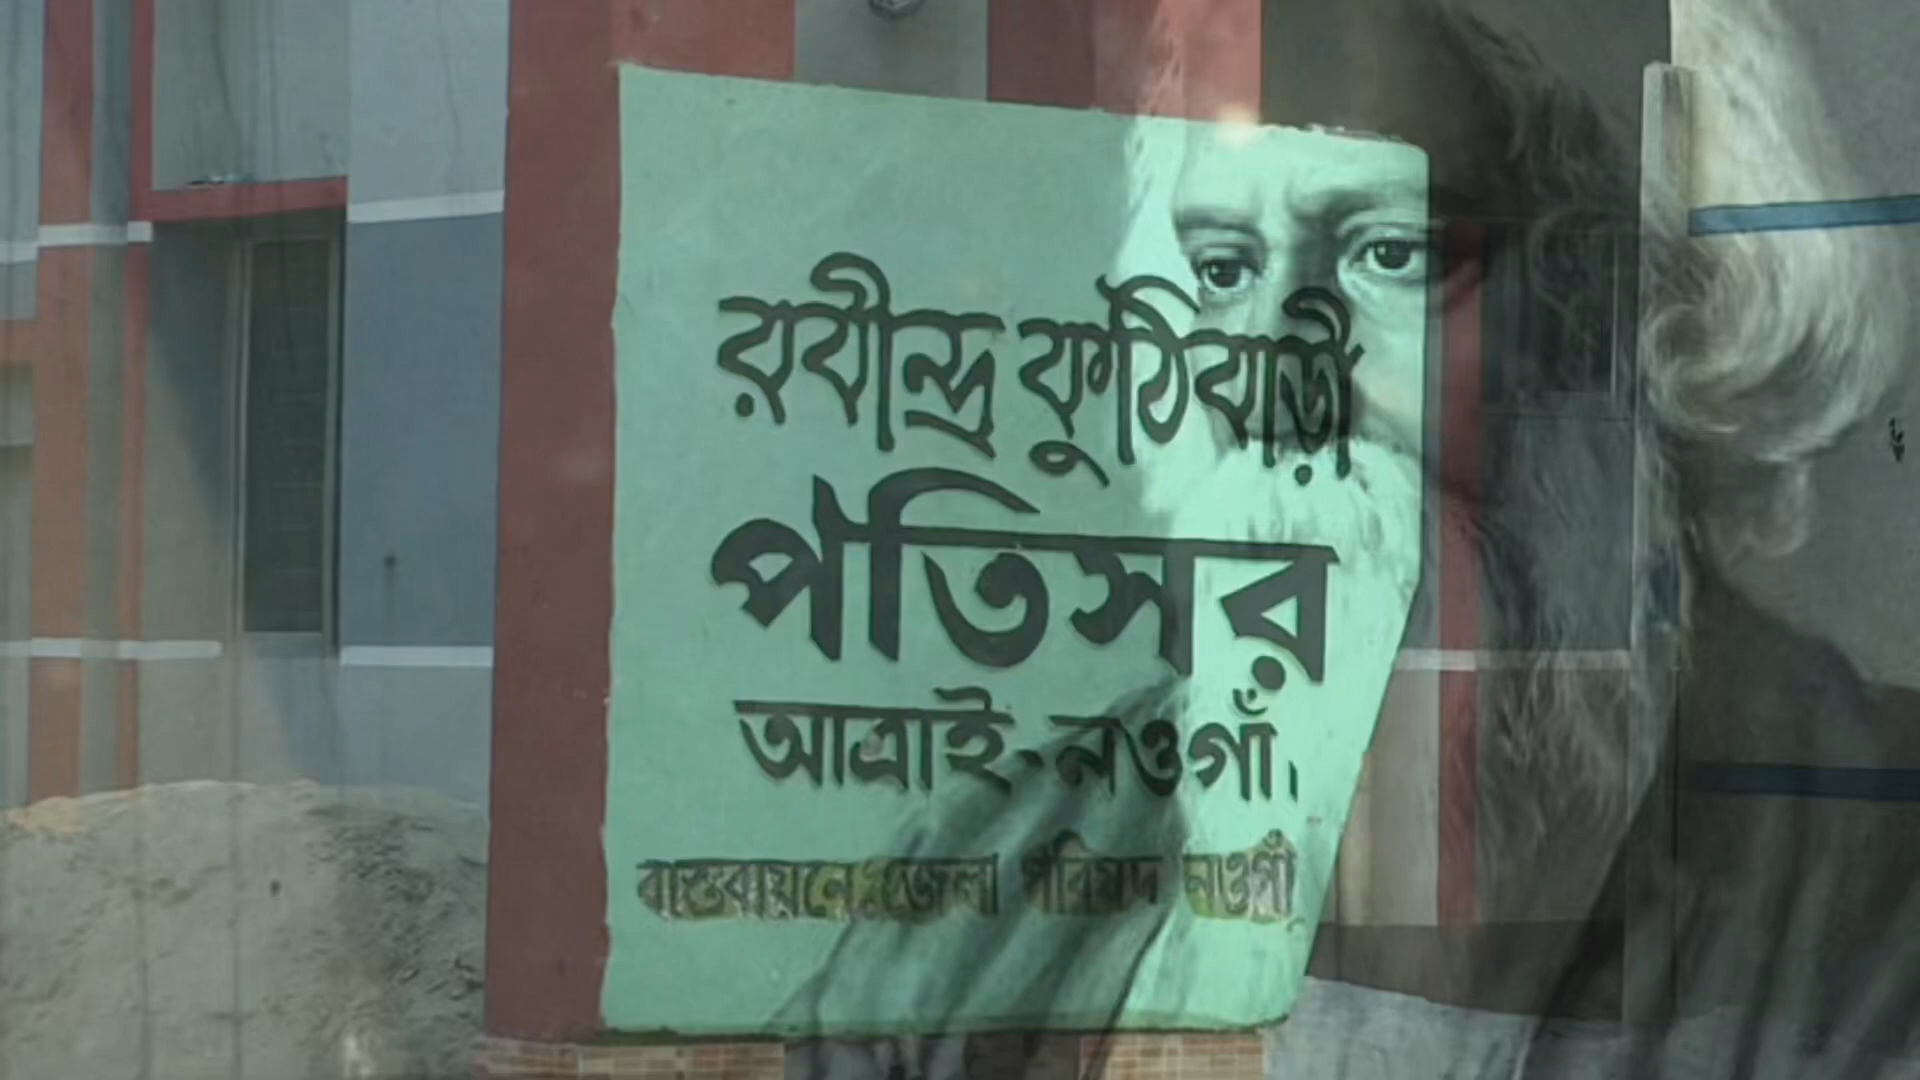 রবীন্দ্র কুঠিবাড়ী
পতিসর
আত্রাই-নওগাঁ।
বাস্তবায়নেঃ জেলা পরিষদ নওগাঁ